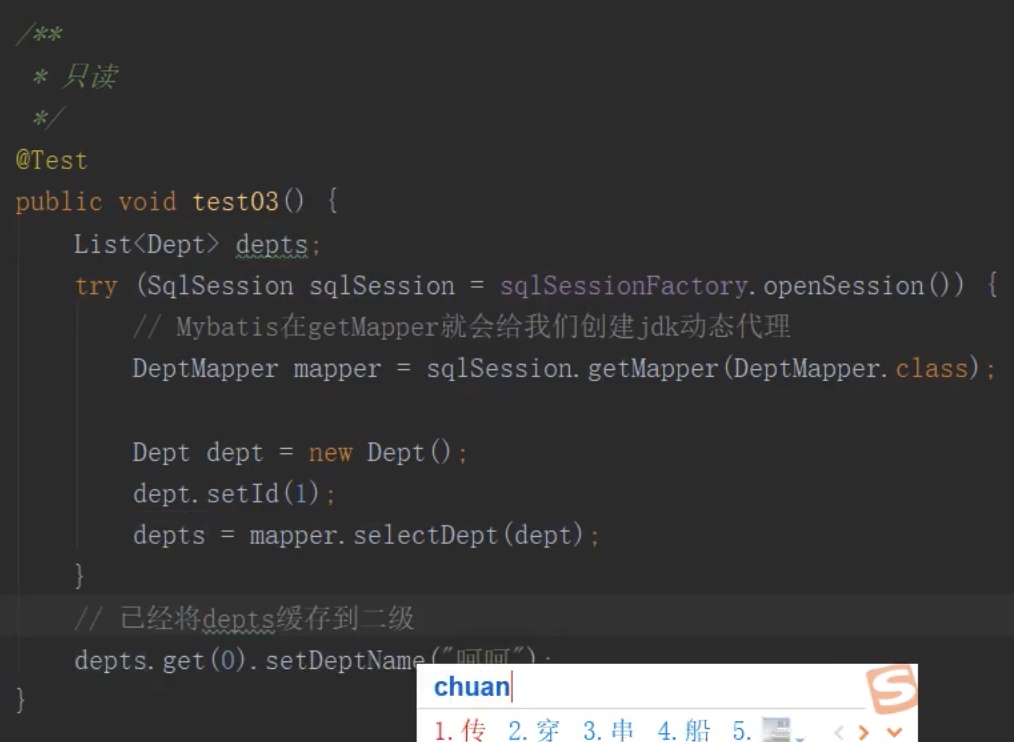 /**
 * 只读
 */
@Test
public void test03() {
List<Dept> depts;
try (SqlSession sqlSession = sqlSessionFactory.openSession()) {
// Mybatis在getMapper就会给我们创建jdk动态代理
DeptMapper mapper = sqlSession.getMapper(DeptMapper.class);
Dept dept = new Dept();
dept.setId(1);
depts = mapper.selectDept(dept);
}
// 已经将depts缓存到二级
depts.get(0).setDeptName("呵呵");
}
chuan
1.传 2.穿 3.串 4.船 5.